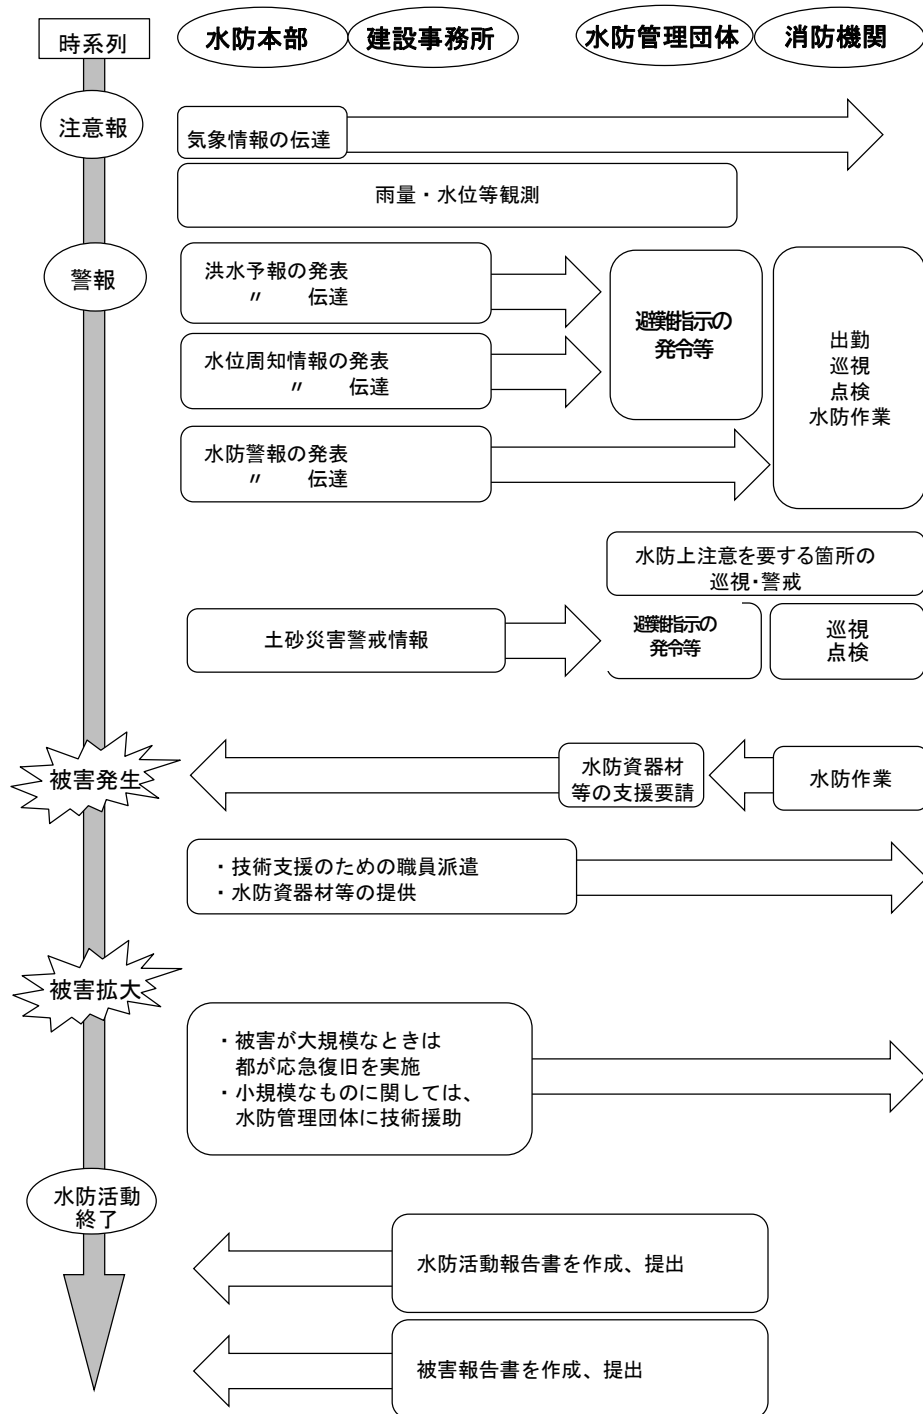 時系列
水防本部
建設事務所
水防管理団体
消防機関
注意報
気象情報の伝達
雨量・水位等観測
警報
洪水予報の発表
〃 伝達
避難指示の
発令等
出勤
巡視
点検
水防作業
水位周知情報の発表
〃 伝達
水防警報の発表
〃 伝達
水防上注意を要する箇所の
巡視・警戒
土砂災害警戒情報
避難指示の
発令等
巡視
点検
被害発生
水防資器材
等の支援要請
水防作業
・技術支援のための職員派遣
・水防資器材等の提供
被害拡大
・被害が大規模なときは
都が応急復旧を実施
・小規模なものに関しては、
水防管理団体に技術援助
水防活動
終了
水防活動報告書を作成、提出
被害報告書を作成、提出